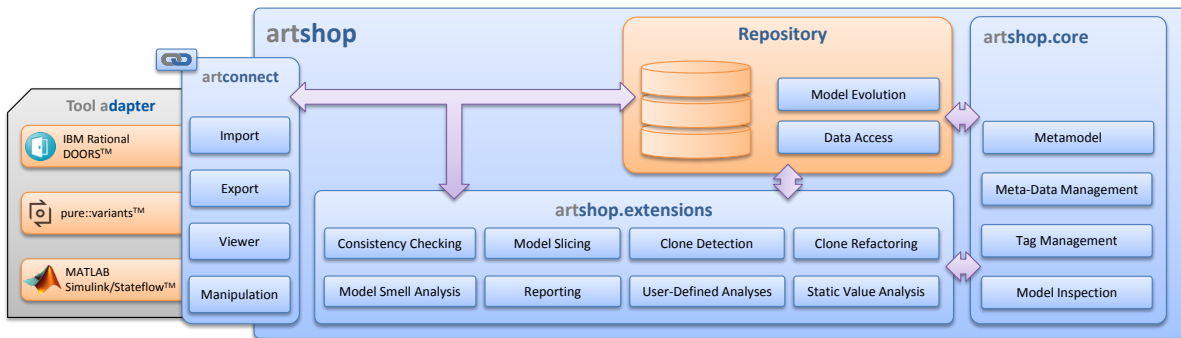 artshop
Repository
artshop.core
artconnect
Tool adapter
IBM Rational
DOORS™
pure::variants™
MATLAB
Simulink/Stateflow™
Import
Export
Viewer
Manipulation
Model Evolution
Data Access
artshop.extensions
Consistency Checking
Model Slicing
Clone Detection
Clone Refactoring
Model Smell Analysis
Reporting
User-Defined Analyses
Static Value Analysis
Metamodel
Meta-Data Management
Tag Management
Model Inspection